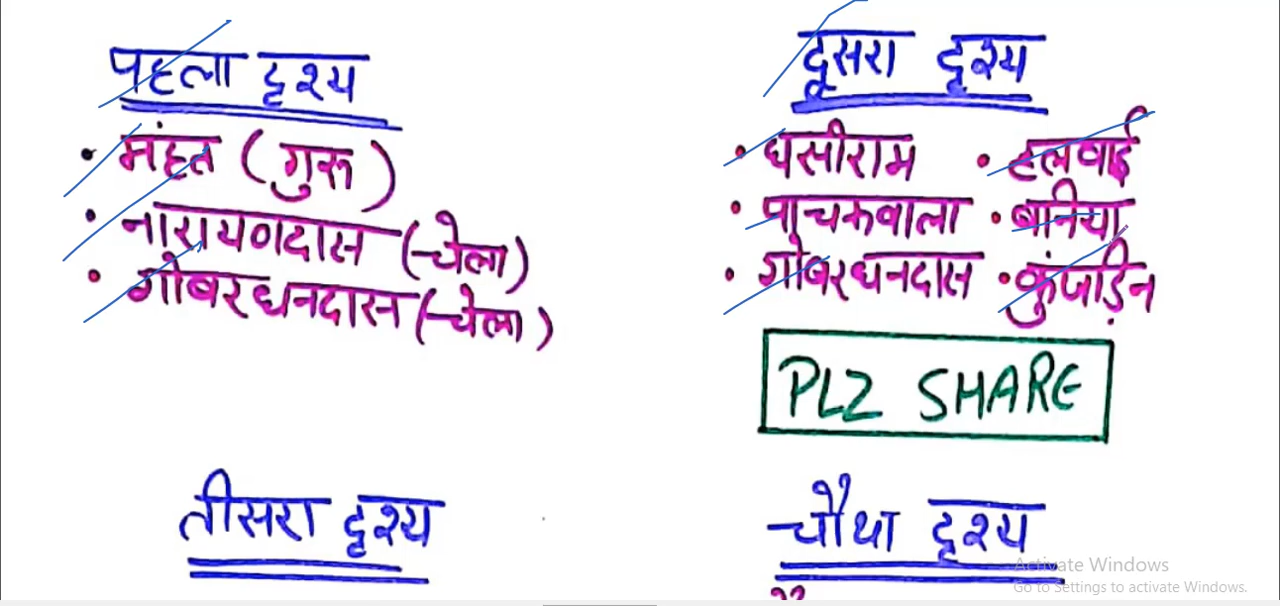 पहला दृश्य
• मंहत (गुरू)
• नारायणदास (चेला)
• गोबरधनदास (चेला)
दूसरा दृश्य
• घसीराम • हलवाई
• पाचकवाला • बनिया
• गोबरधनदास • कुंजड़िन
PLZ SHARE
तीसरा दृश्य
चौथा दृश्य
Activate Windows
Go to Settings to activate Windows.